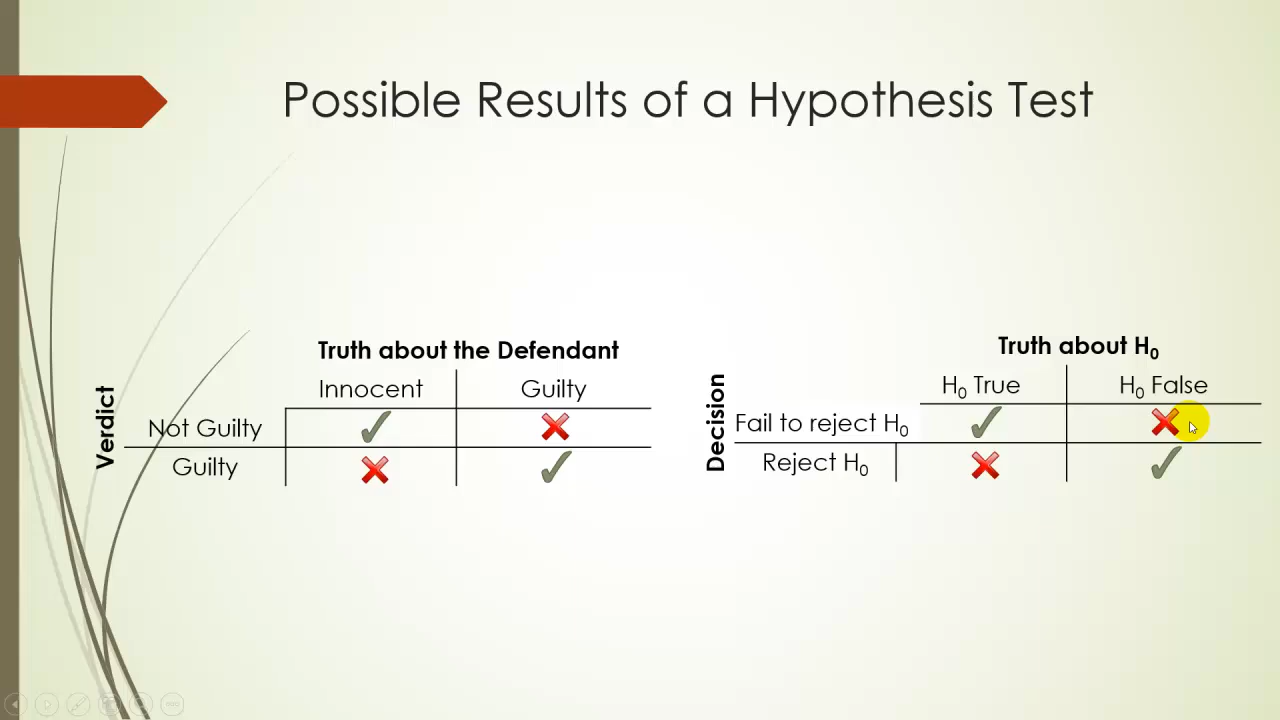 Possible Results of a Hypothesis Test
Truth about the Defendant
Innocent Guilty
Verdict
Not Guilty
Guilty
Truth about H₀
H₀ True H₀ False
Decision
Fail to reject H₀
Reject H₀